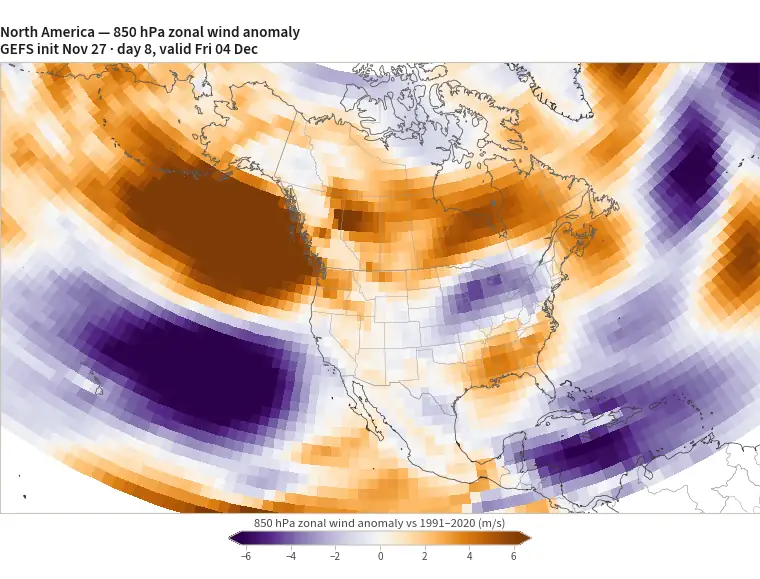 North America — 850 hPa zonal wind anomaly
GEFS init Nov 27 · day 8, valid Fri 04 Dec
850 hPa zonal wind anomaly vs 1991–2020 (m/s)
−6 −4 −2 0 2 4 6